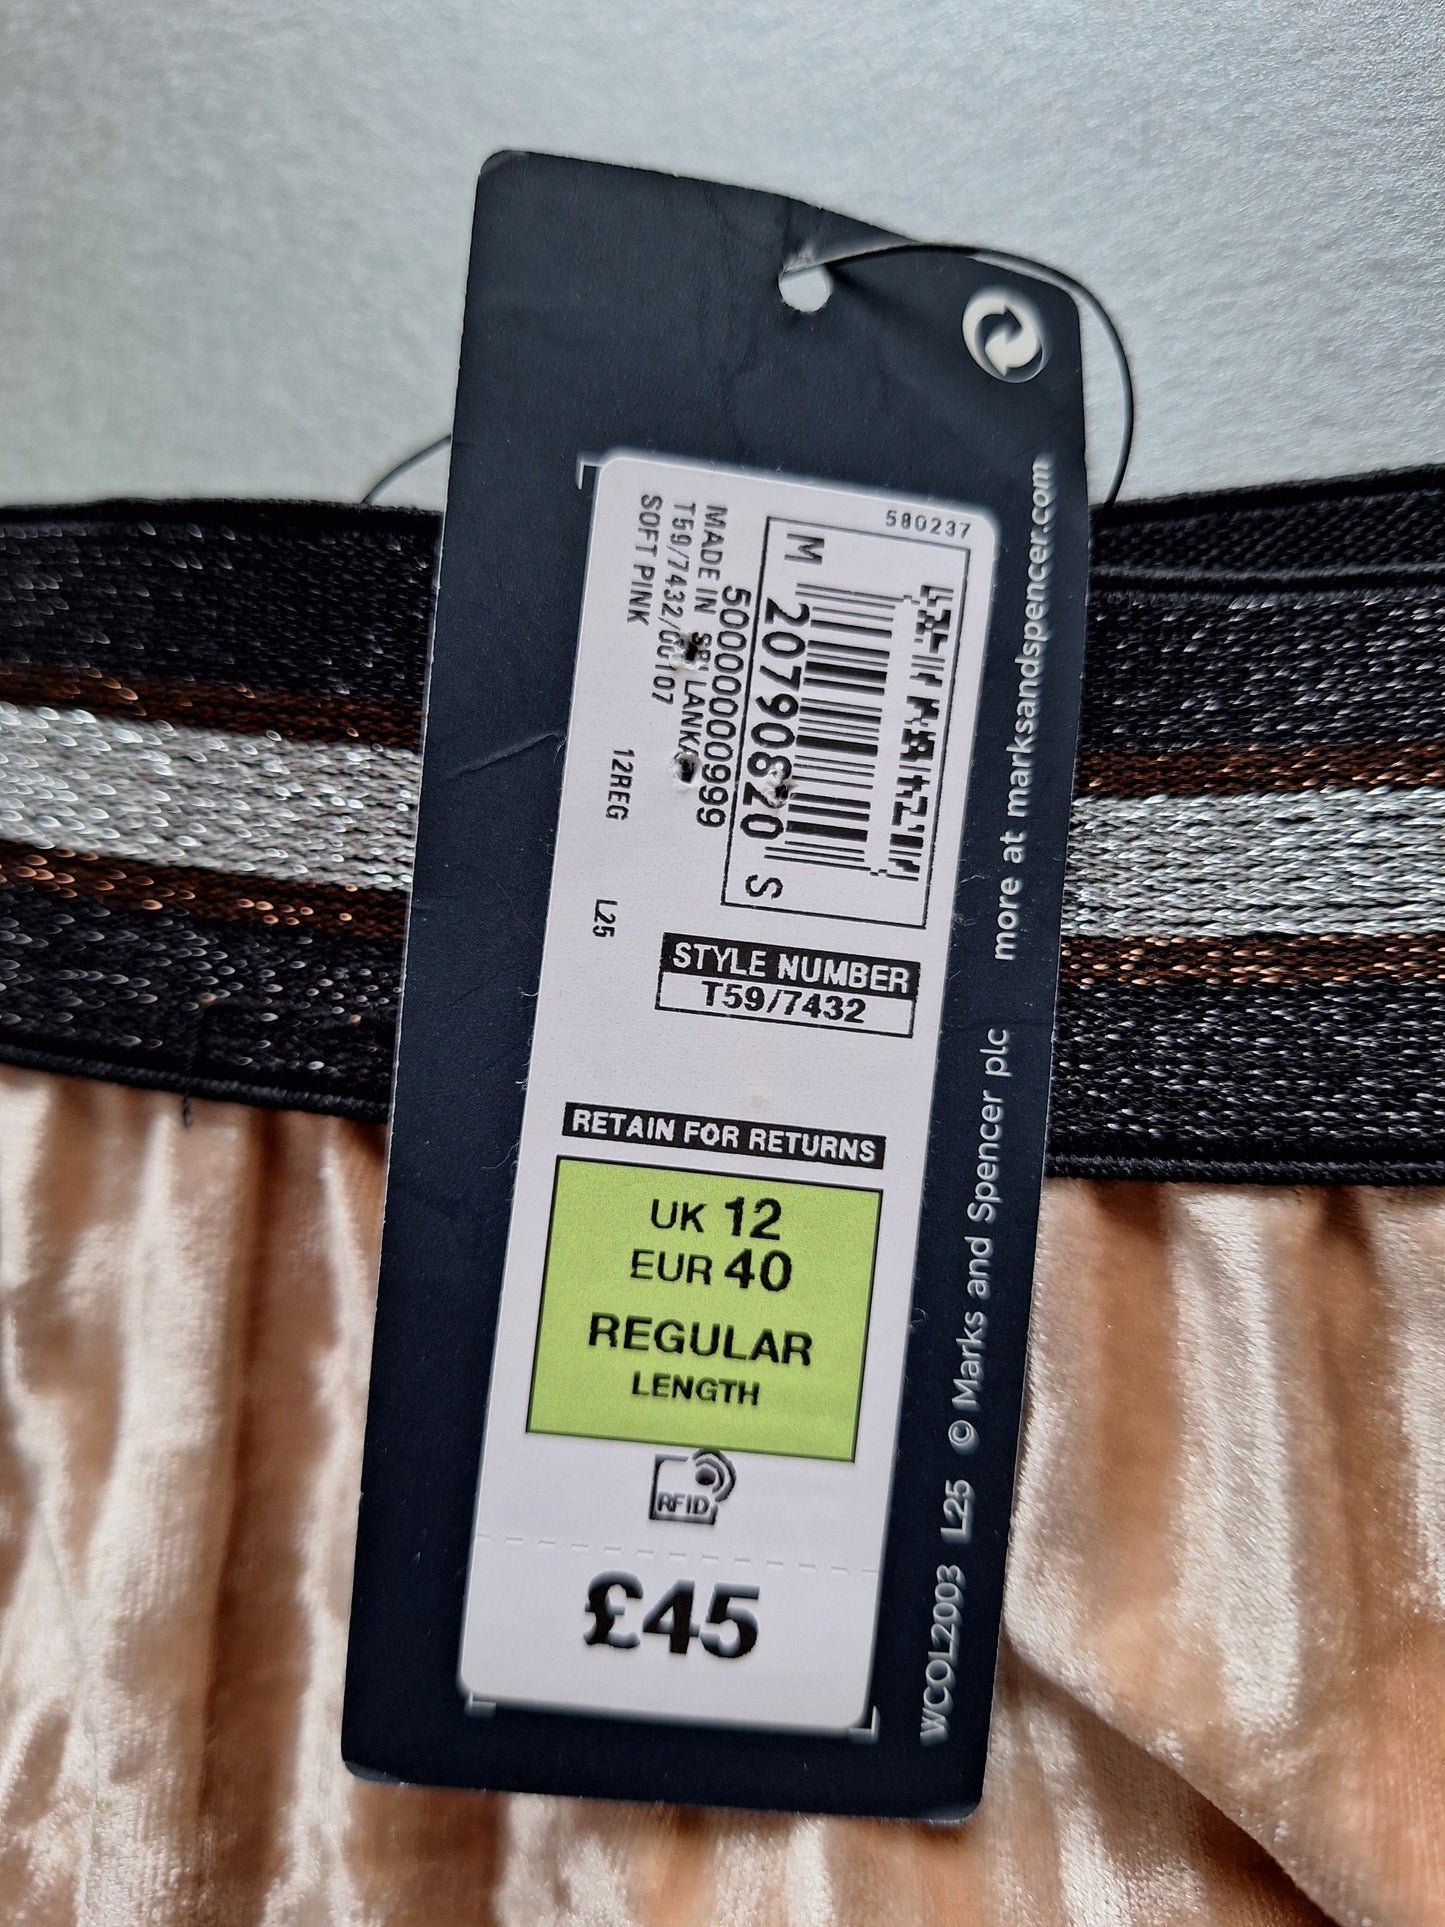 580237
M 20790820 S
5000000000999
MADE IN SRI LANKA
T59/7432/00107
SOFT PINK
12REG
L25
STYLE NUMBER
T59/7432
RETAIN FOR RETURNS
UK 12
EUR 40
REGULAR
LENGTH
RFID
£45
WCOL2003 L25 © Marks and Spencer plc more at marksandspencer.com